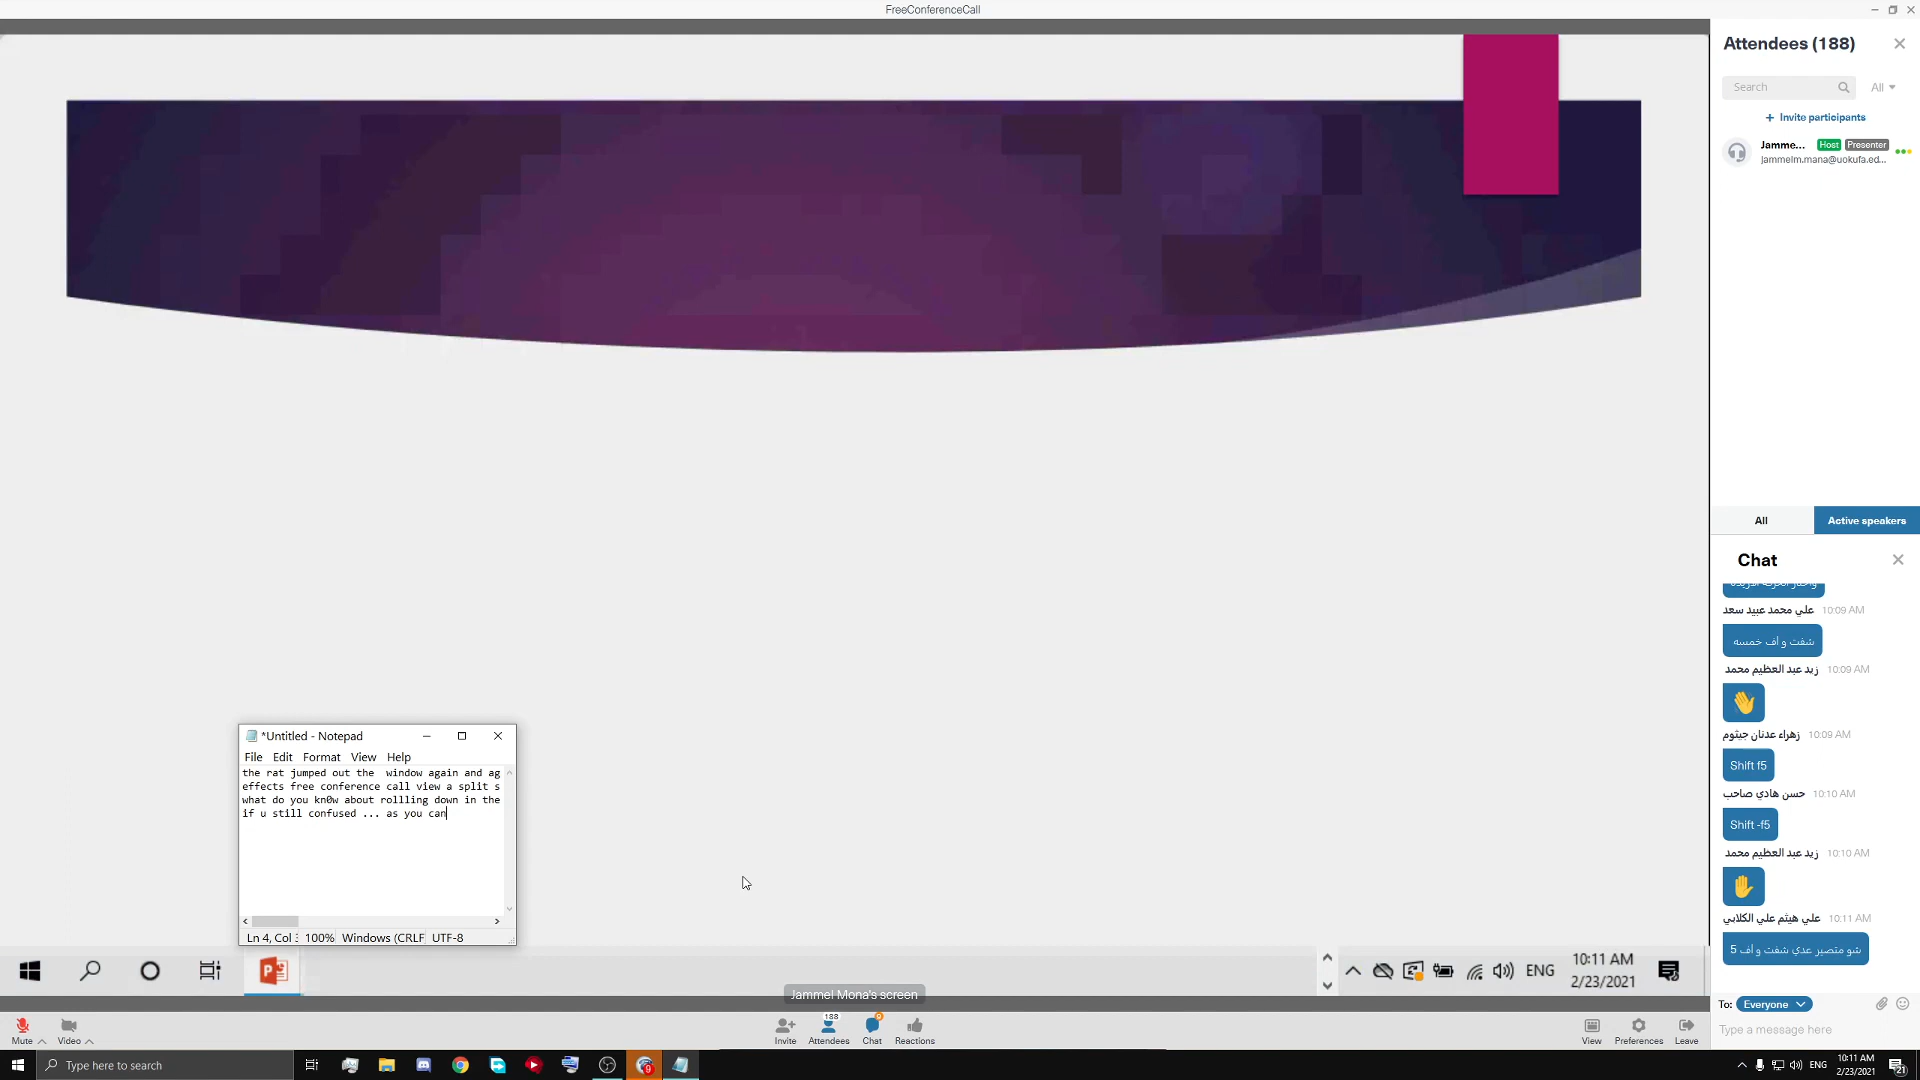 FreeConferenceCall
Attendees (188)
Search
All
+ Invite participants
Jamme... Host Presenter
jammelm.mana@uokufa.ed...
All
Active speakers
Chat
علي محمد عبيد سعد 10:09 AM
شفت و اف خمسه
زيد عبد العظيم محمد 10:09 AM
زهراء عدنان جيثوم 10:09 AM
Shift f5
حسن هادي صاحب 10:10 AM
Shift -f5
زيد عبد العظيم محمد 10:10 AM
علي هيثم علي الكلابي 10:11 AM
شو متصير عدي شفت و اف 5
To: Everyone
Type a message here
*Untitled - Notepad
File Edit Format View Help
the rat jumped out the  window again and ag
effects free conference call view a split s
what do you kn0w about rollling down in the
if u still confused ... as you can
Ln 4, Col 100% Windows (CRLF UTF-8
ENG
10:11 AM
2/23/2021
Jammel Mona's screen
Mute
Video
Invite
188
Attendees
9
Chat
Reactions
View
Preferences
Leave
Type here to search
9
ENG
10:11 AM
2/23/2021
21